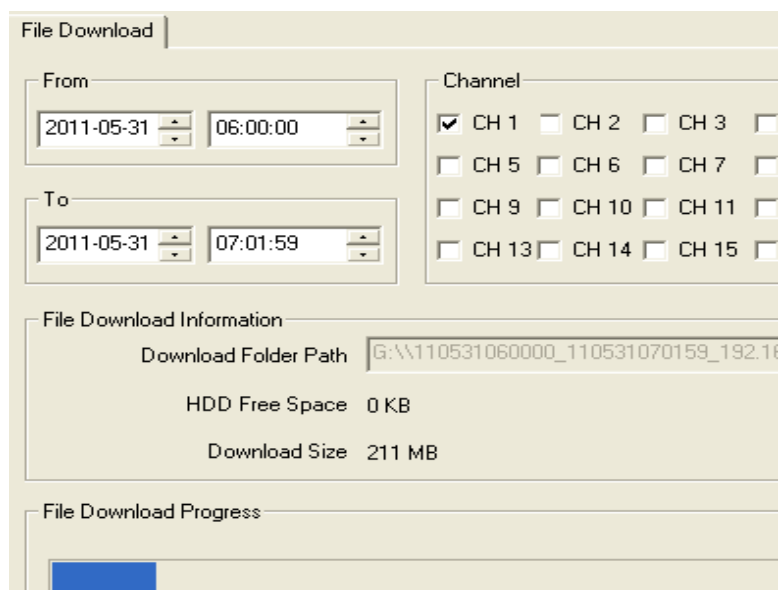 File Download
From
2011-05-31 06:00:00
To
2011-05-31 07:01:59
Channel
CH 1 CH 2 CH 3
CH 5 CH 6 CH 7
CH 9 CH 10 CH 11
CH 13 CH 14 CH 15
File Download Information
Download Folder Path G:\\110531060000_110531070159_192.16
HDD Free Space 0 KB
Download Size 211 MB
File Download Progress